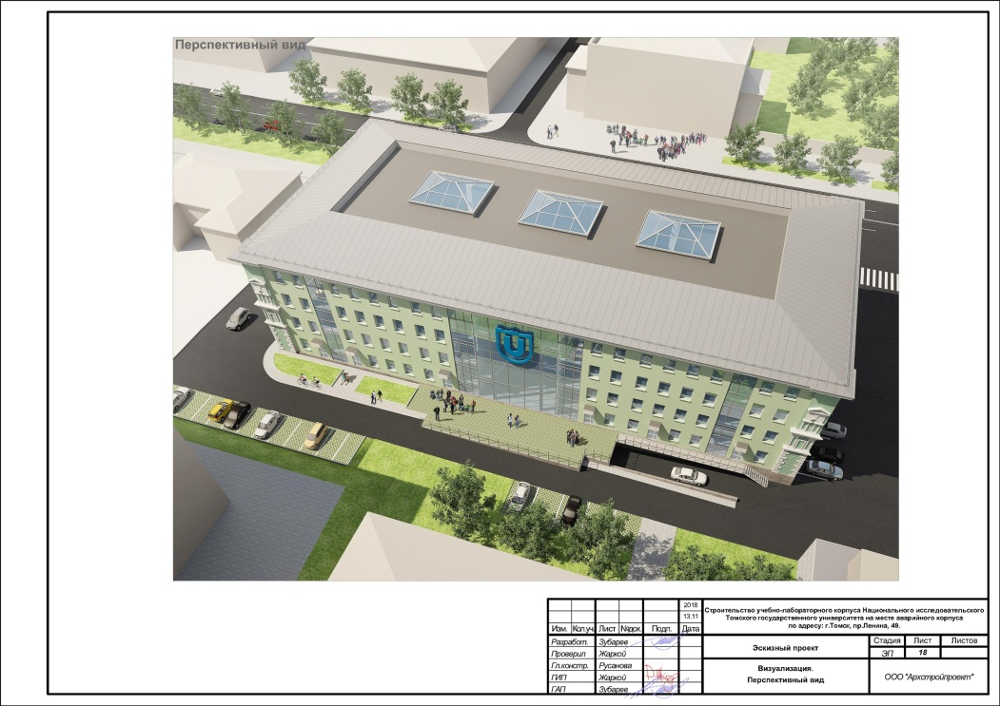 Перспективный вид
U
2018
13.11
Изм. Кол.уч. Лист №док. Подп. Дата
Строительство учебно-лабораторного корпуса Национального исследовательского
Томского государственного университета на месте аварийного корпуса
по адресу: г.Томск, пр.Ленина, 49.
Разработ. Зубарев
Проверил Жаркой
Гл.констр. Русанова
ГИП Жаркой
ГАП Зубарев
Эскизный проект
Стадия Лист Листов
ЭП 18
Визуализация.
Перспективный вид
ООО "Архстройпроект"